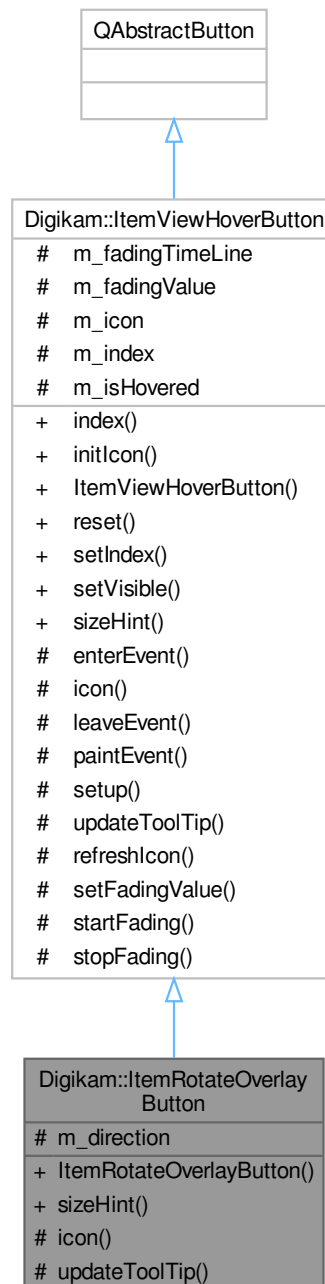 QAbstractButton
Digikam::ItemViewHoverButton
# m_fadingTimeLine
# m_fadingValue
# m_icon
# m_index
# m_isHovered
+ index()
+ initIcon()
+ ItemViewHoverButton()
+ reset()
+ setIndex()
+ setVisible()
+ sizeHint()
# enterEvent()
# icon()
# leaveEvent()
# paintEvent()
# setup()
# updateToolTip()
# refreshIcon()
# setFadingValue()
# startFading()
# stopFading()
Digikam::ItemRotateOverlay
Button
# m_direction
+ ItemRotateOverlayButton()
+ sizeHint()
# icon()
# updateToolTip()